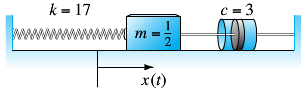 k = 17
c = 3
m = 1/2
x(t)